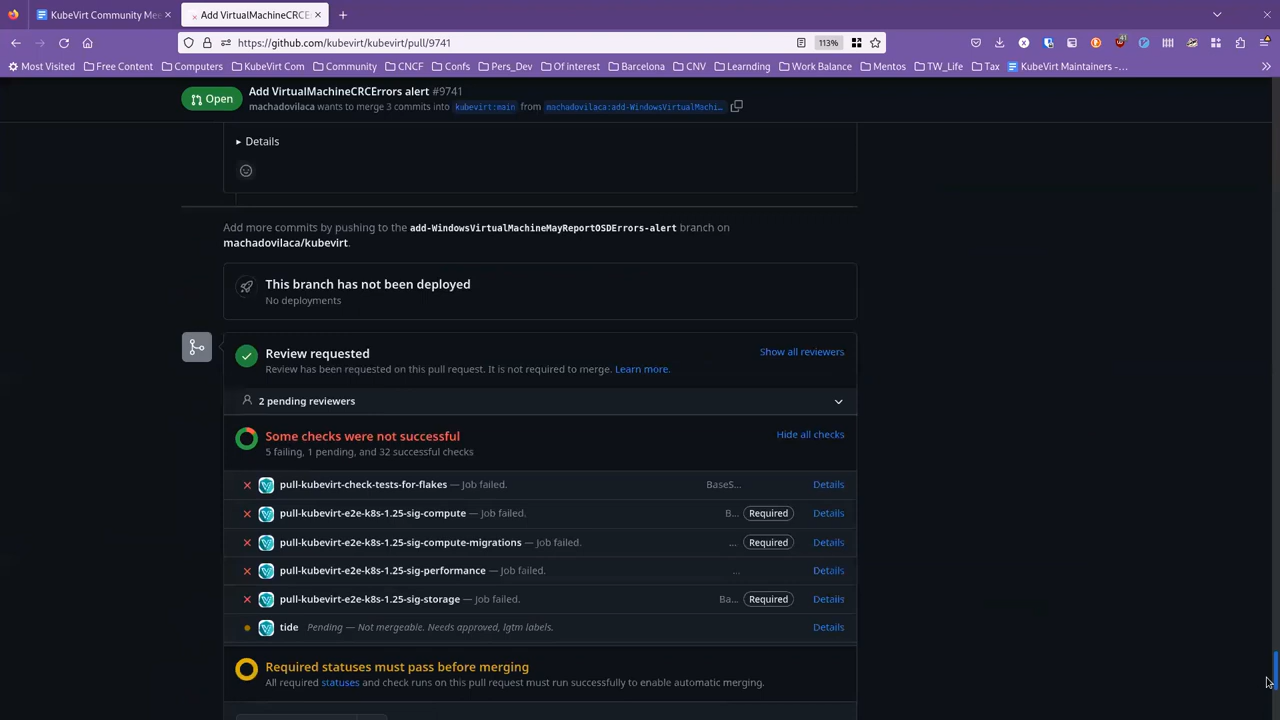 KubeVirt Community Mee
Add VirtualMachineCRCE
https://github.com/kubevirt/kubevirt/pull/9741
113%
41
Most Visited
Free Content
Computers
KubeVirt Com
Community
CNCF
Confs
Pers_Dev
Of interest
Barcelona
CNV
Learnding
Work Balance
Mentos
TW_Life
Tax
KubeVirt Maintainers -…
Open
Add VirtualMachineCRCErrors alert #9741
machadovilaca wants to merge 3 commits into kubevirt:main from machadovilaca:add-WindowsVirtualMachi…
Details
Add more commits by pushing to the add-WindowsVirtualMachineMayReportOSDErrors-alert branch on
machadovilaca/kubevirt.
This branch has not been deployed
No deployments
Review requested
Show all reviewers
Review has been requested on this pull request. It is not required to merge. Learn more.
2 pending reviewers
Some checks were not successful
Hide all checks
5 failing, 1 pending, and 32 successful checks
pull-kubevirt-check-tests-for-flakes — Job failed. BaseS… Details
pull-kubevirt-e2e-k8s-1.25-sig-compute — Job failed. B… Required Details
pull-kubevirt-e2e-k8s-1.25-sig-compute-migrations — Job failed. … Required Details
pull-kubevirt-e2e-k8s-1.25-sig-performance — Job failed. … Details
pull-kubevirt-e2e-k8s-1.25-sig-storage — Job failed. Ba… Required Details
tide Pending — Not mergeable. Needs approved, lgtm labels. Details
Required statuses must pass before merging
All required statuses and check runs on this pull request must run successfully to enable automatic merging.